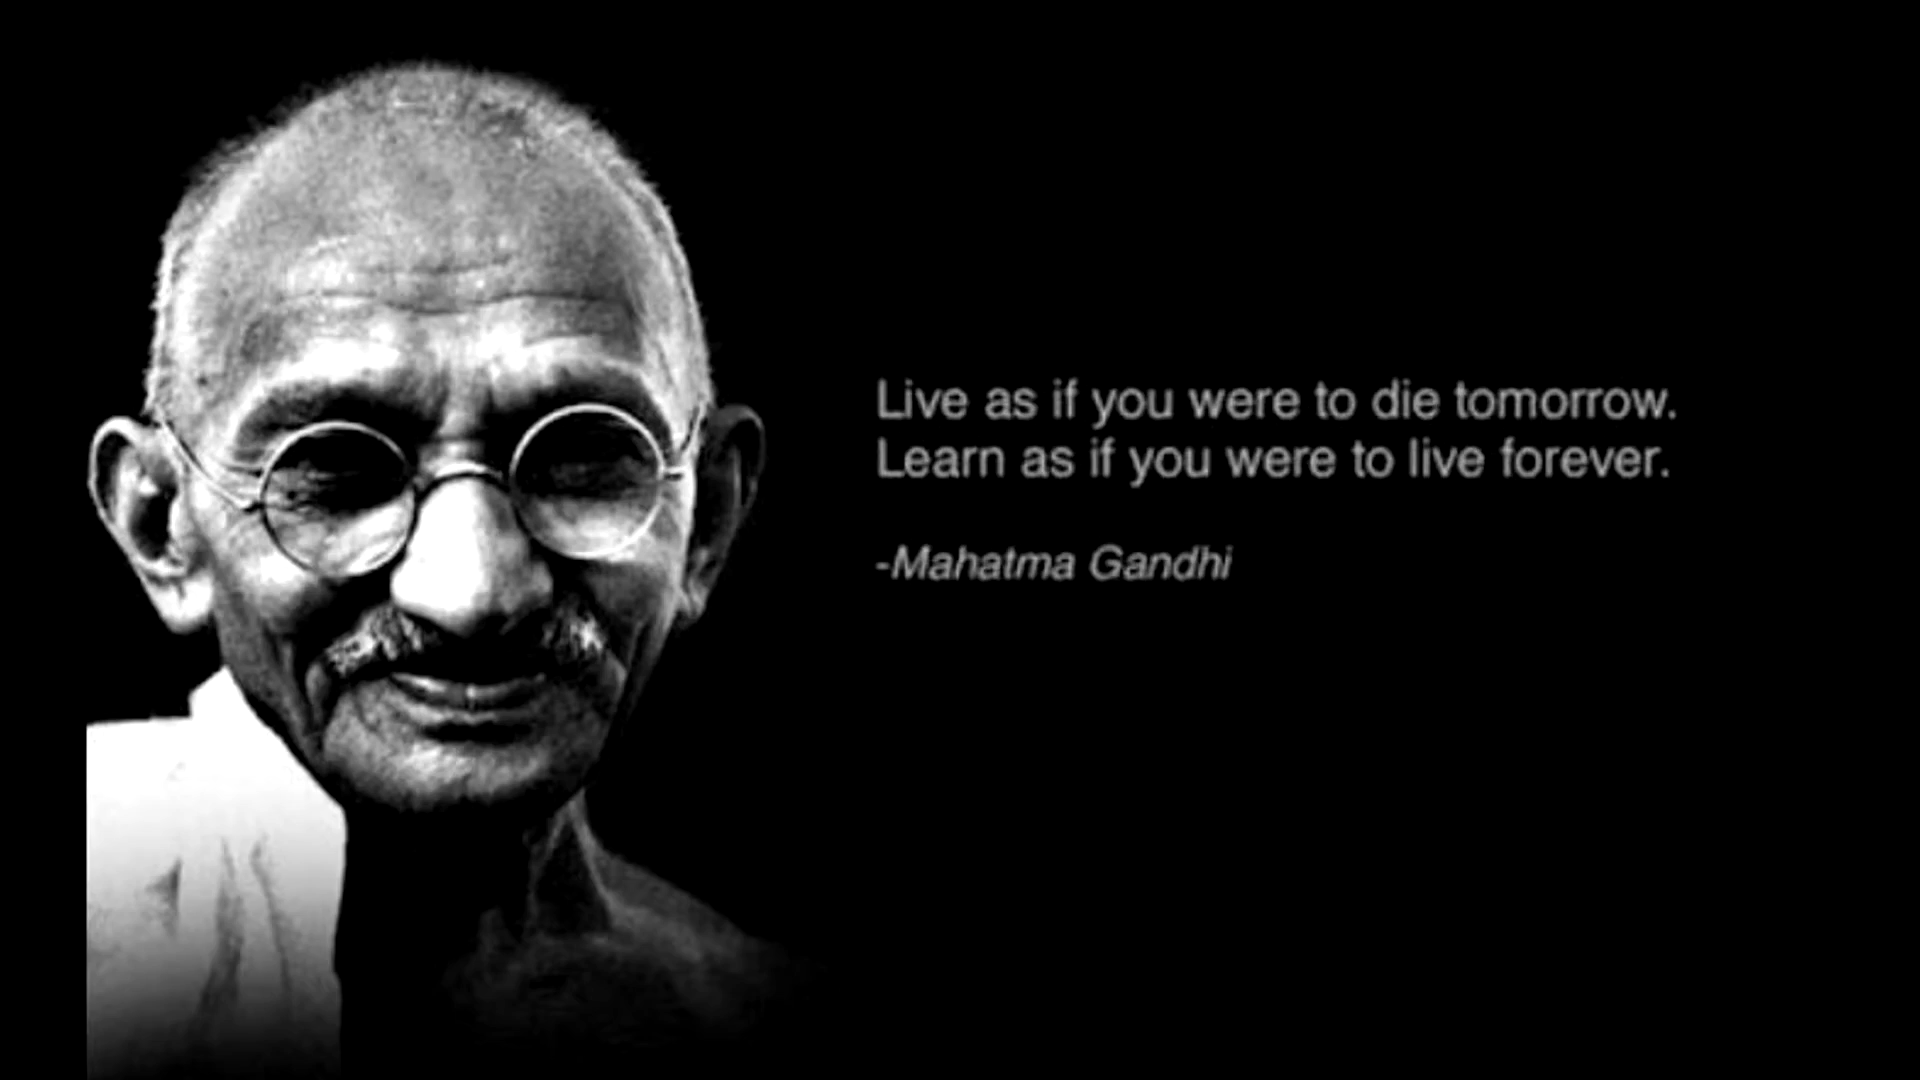 Live as if you were to die tomorrow.
Learn as if you were to live forever.
-Mahatma Gandhi